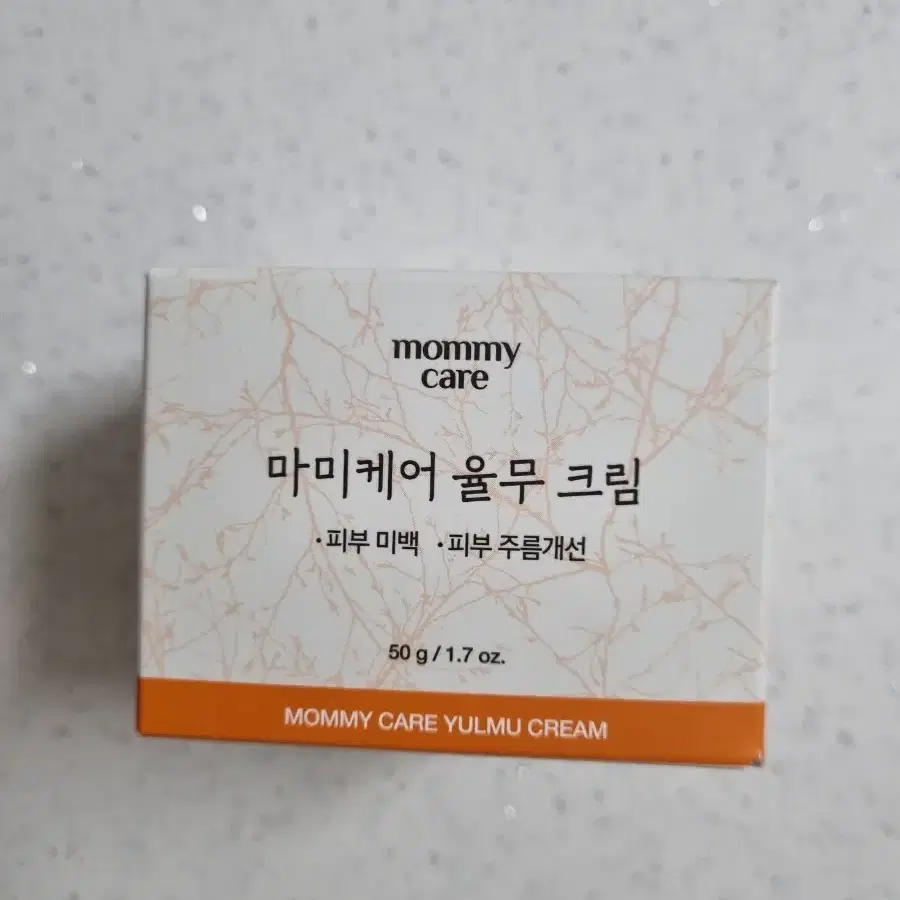 mommy
care
마미케어 율무 크림
·피부 미백 ·피부 주름개선
50 g / 1.7 oz.
MOMMY CARE YULMU CREAM